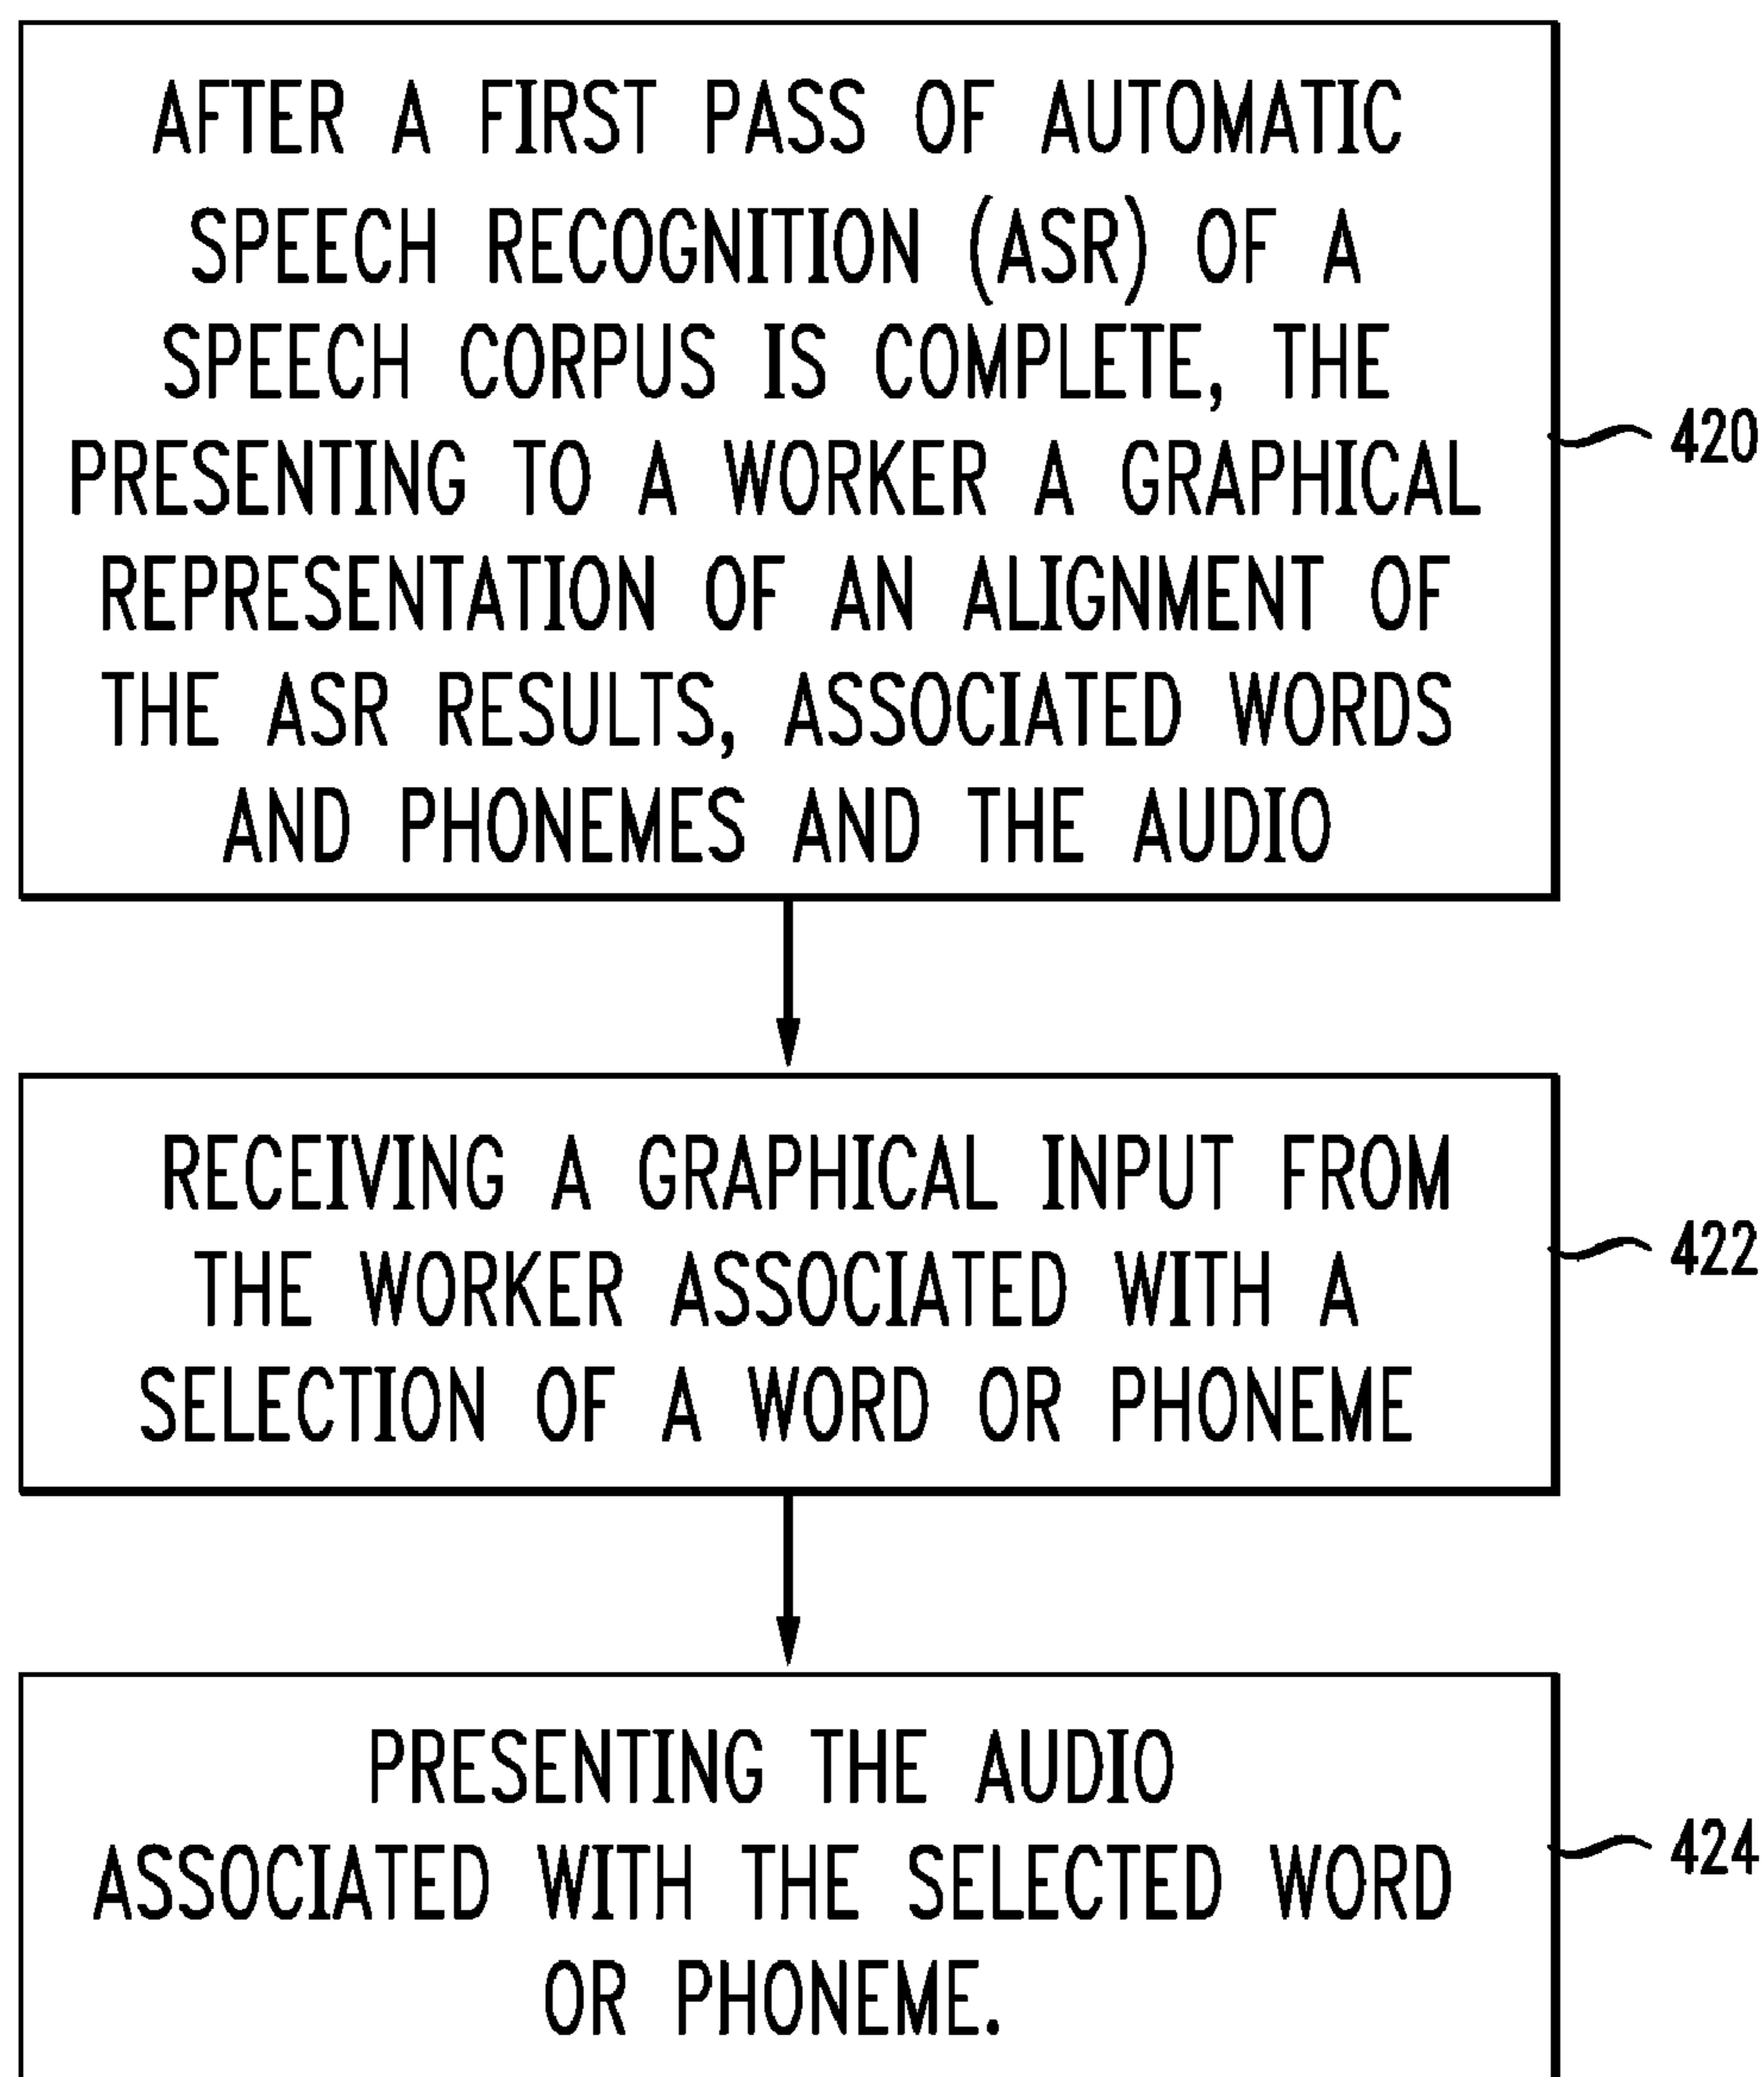 AFTER A FIRST PASS OF AUTOMATIC
SPEECH RECOGNITION (ASR) OF A
SPEECH CORPUS IS COMPLETE, THE
PRESENTING TO A WORKER A GRAPHICAL
REPRESENTATION OF AN ALIGNMENT OF
THE ASR RESULTS, ASSOCIATED WORDS
AND PHONEMES AND THE AUDIO
420
RECEIVING A GRAPHICAL INPUT FROM
THE WORKER ASSOCIATED WITH A
SELECTION OF A WORD OR PHONEME
422
PRESENTING THE AUDIO
ASSOCIATED WITH THE SELECTED WORD
OR PHONEME.
424